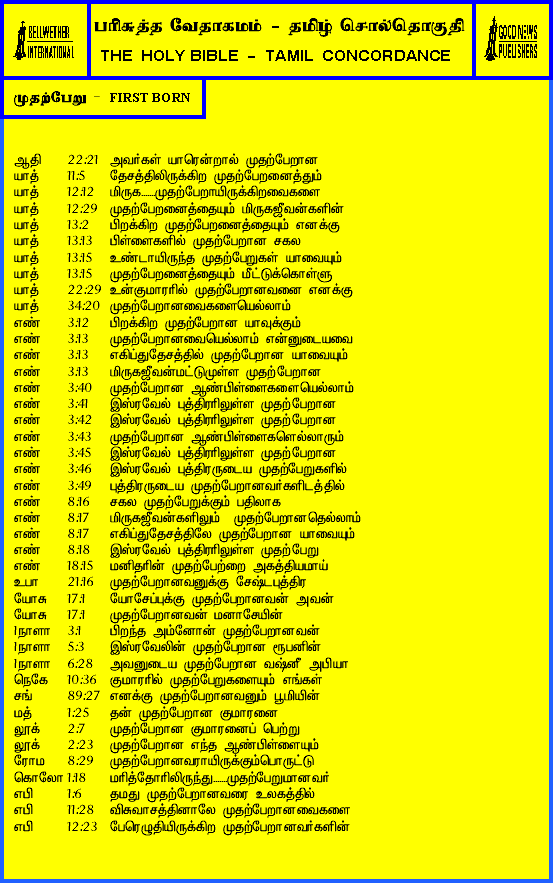 BELLWETHER INTERNATIONAL
பரிசுத்த வேதாகமம் - தமிழ் சொல்தொகுதி
THE HOLY BIBLE - TAMIL CONCORDANCE
GOOD NEWS PUBLISHERS
முதற்பேறு - FIRST BORN
ஆதி 22:21 அவர்கள் யாரென்றால் முதற்பேறான
யாத் 11:5 தேசத்திலிருக்கிற முதற்பேறனைத்தும்
யாத் 12:12 மிருக......முதற்பேறாயிருக்கிறவைகளை
யாத் 12:29 முதற்பேறனைத்தையும் மிருகஜீவன்களின்
யாத் 13:2 பிறக்கிற முதற்பேறனைத்தையும் எனக்கு
யாத் 13:13 பிள்ளைகளில் முதற்பேறான சகல
யாத் 13:15 உண்டாயிருந்த முதற்பேறுகள் யாவையும்
யாத் 13:15 முதற்பேறனைத்தையும் மீட்டுக்கொள்ளு
யாத் 22:29 உன்குமாரரில் முதற்பேறானவனை எனக்கு
யாத் 34:20 முதற்பேறானவைகளையெல்லாம்
எண் 3:12 பிறக்கிற முதற்பேறான யாவுக்கும்
எண் 3:13 முதற்பேறானவையெல்லாம் என்னுடையவை
எண் 3:13 எகிப்துதேசத்தில் முதற்பேறான யாவையும்
எண் 3:13 மிருகஜீவன்மட்டுமுள்ள முதற்பேறான
எண் 3:40 முதற்பேறான ஆண்பிள்ளைகளையெல்லாம்
எண் 3:41 இஸ்ரவேல் புத்திரரிலுள்ள முதற்பேறான
எண் 3:42 இஸ்ரவேல் புத்திரரிலுள்ள முதற்பேறான
எண் 3:43 முதற்பேறான ஆண்பிள்ளைகளெல்லாரும்
எண் 3:45 இஸ்ரவேல் புத்திரரிலுள்ள முதற்பேறான
எண் 3:46 இஸ்ரவேல் புத்திரருடைய முதற்பேறுகளில்
எண் 3:49 புத்திரருடைய முதற்பேறானவர்களிடத்தில்
எண் 8:16 சகல முதற்பேறுக்கும் பதிலாக
எண் 8:17 மிருகஜீவன்களிலும் முதற்பேறானதெல்லாம்
எண் 8:17 எகிப்துதேசத்திலே முதற்பேறான யாவையும்
எண் 8:18 இஸ்ரவேல் புத்திரரிலுள்ள முதற்பேறு
எண் 18:15 மனிதரின் முதற்பேற்றை அகத்தியமாய்
உபா 21:16 முதற்பேறானவனுக்கு சேஷ்டபுத்திர
யோசு 17:1 யோசேப்புக்கு முதற்பேறானவன் அவன்
யோசு 17:1 முதற்பேறானவன் மனாசேயின்
1நாளா 3:1 பிறந்த அம்னோன் முதற்பேறானவன்
1நாளா 5:3 இஸ்ரவேலின் முதற்பேறான ரூபனின்
1நாளா 6:28 அவனுடைய முதற்பேறான வஷ்னீ அபியா
நெகே 10:36 குமாரரில் முதற்பேறுகளையும் எங்கள்
சங் 89:27 எனக்கு முதற்பேறானவனும் பூமியின்
மத் 1:25 தன் முதற்பேறான குமாரனை
லூக் 2:7 முதற்பேறான குமாரனைப் பெற்று
லூக் 2:23 முதற்பேறான எந்த ஆண்பிள்ளையும்
ரோம 8:29 முதற்பேறானவராயிருக்கும்பொருட்டு
கொலோ 1:18 மரித்தோரிலிருந்து......முதற்பேறுமானவர்
எபி 1:6 தமது முதற்பேறானவரை உலகத்தில்
எபி 11:28 விசுவாசத்தினாலே முதற்பேறானவைகளை
எபி 12:23 பேரெழுதியிருக்கிற முதற்பேறானவர்களின்